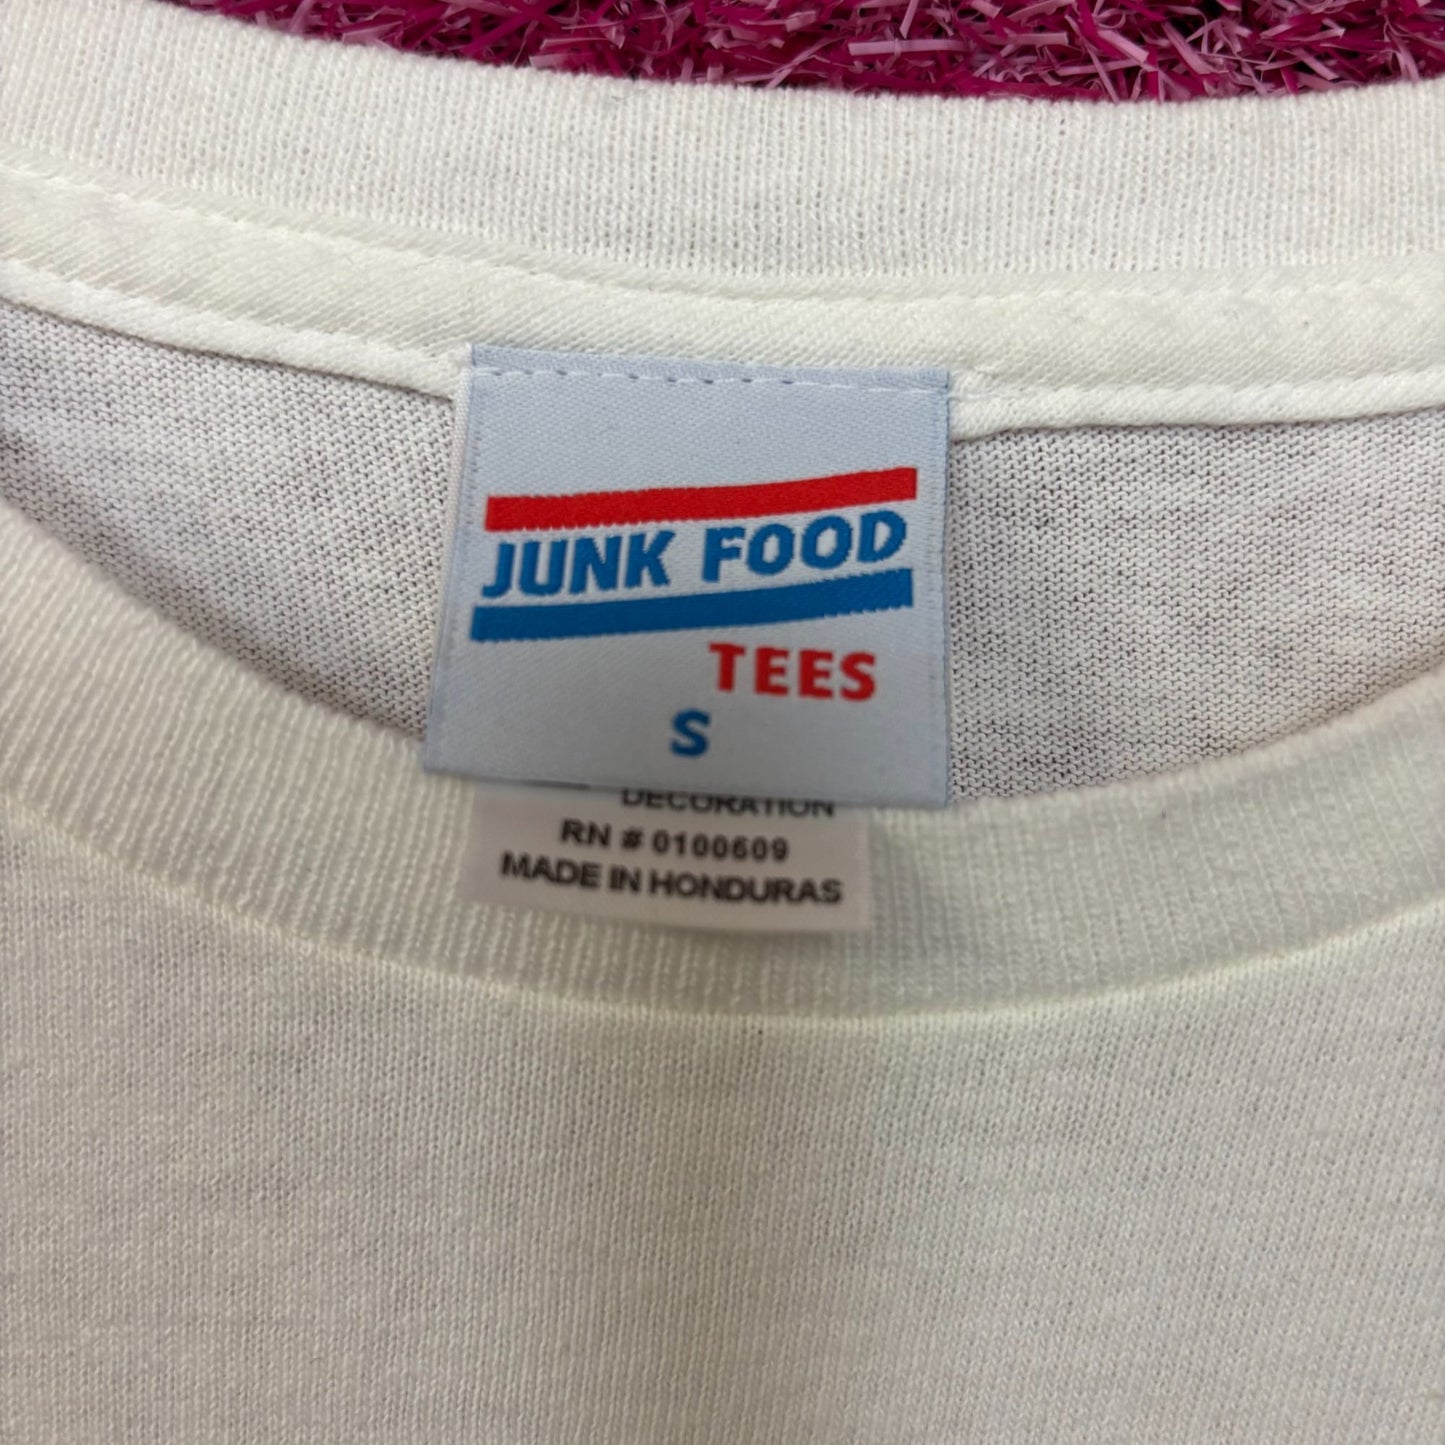 JUNK FOOD
TEES
S
DECORATION
RN # 0100609
MADE IN HONDURAS